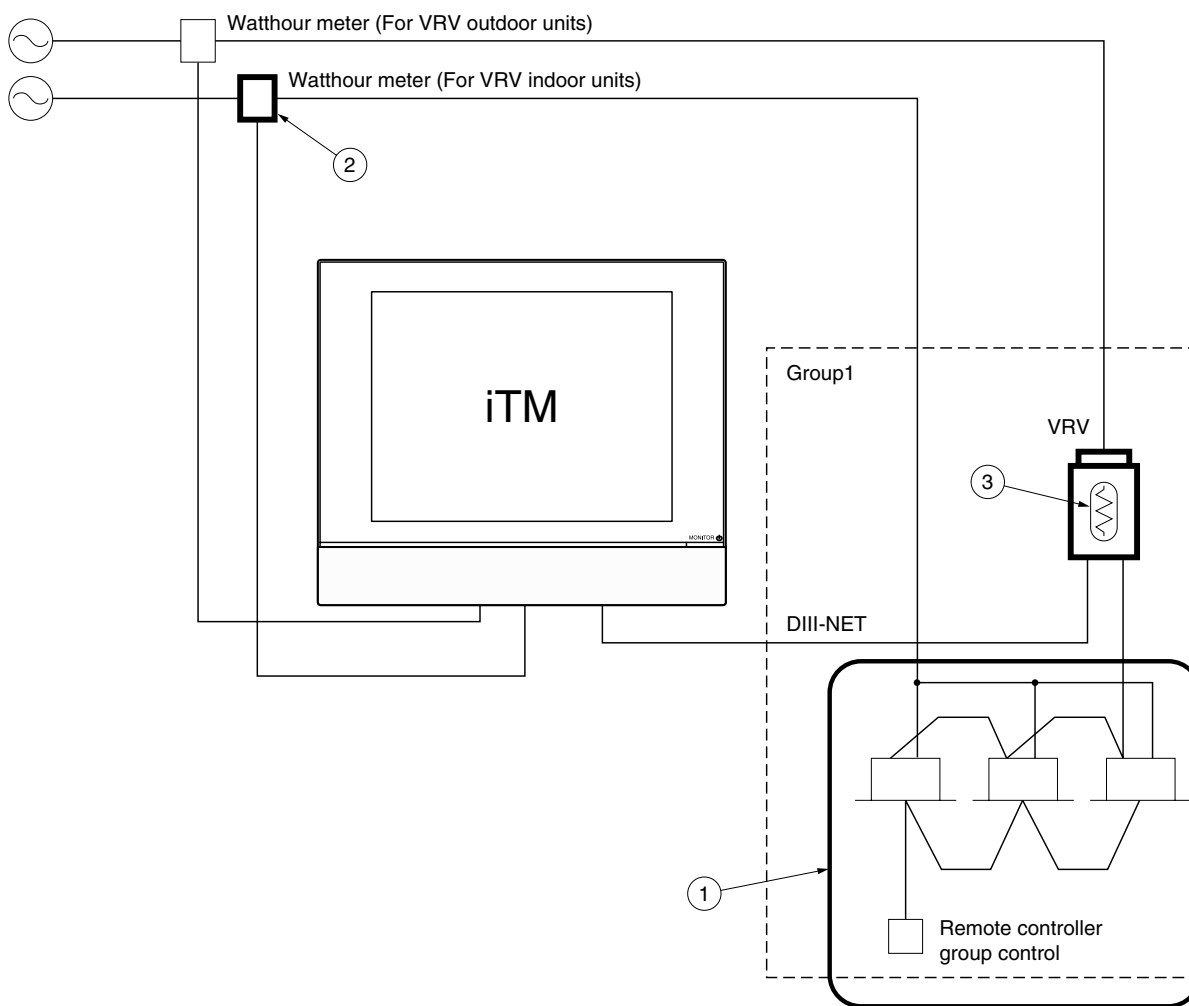 Watthour meter (For VRV outdoor units)
Watthour meter (For VRV indoor units)
2
iTM
MONITOR
Group1
VRV
3
DIII-NET
1
Remote controller
group control